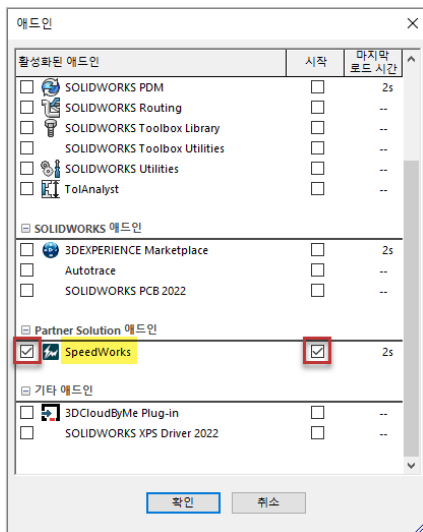 애드인
활성화된 애드인 시작 마지막 로드 시간
SOLIDWORKS PDM 2s
SOLIDWORKS Routing --
SOLIDWORKS Toolbox Library --
SOLIDWORKS Toolbox Utilities --
SOLIDWORKS Utilities --
TolAnalyst --
SOLIDWORKS 애드인
3DEXPERIENCE Marketplace 2s
Autotrace --
SOLIDWORKS PCB 2022 --
Partner Solution 애드인
SpeedWorks 2s
기타 애드인
3DCloudByMe Plug-in --
SOLIDWORKS XPS Driver 2022 --
확인 취소